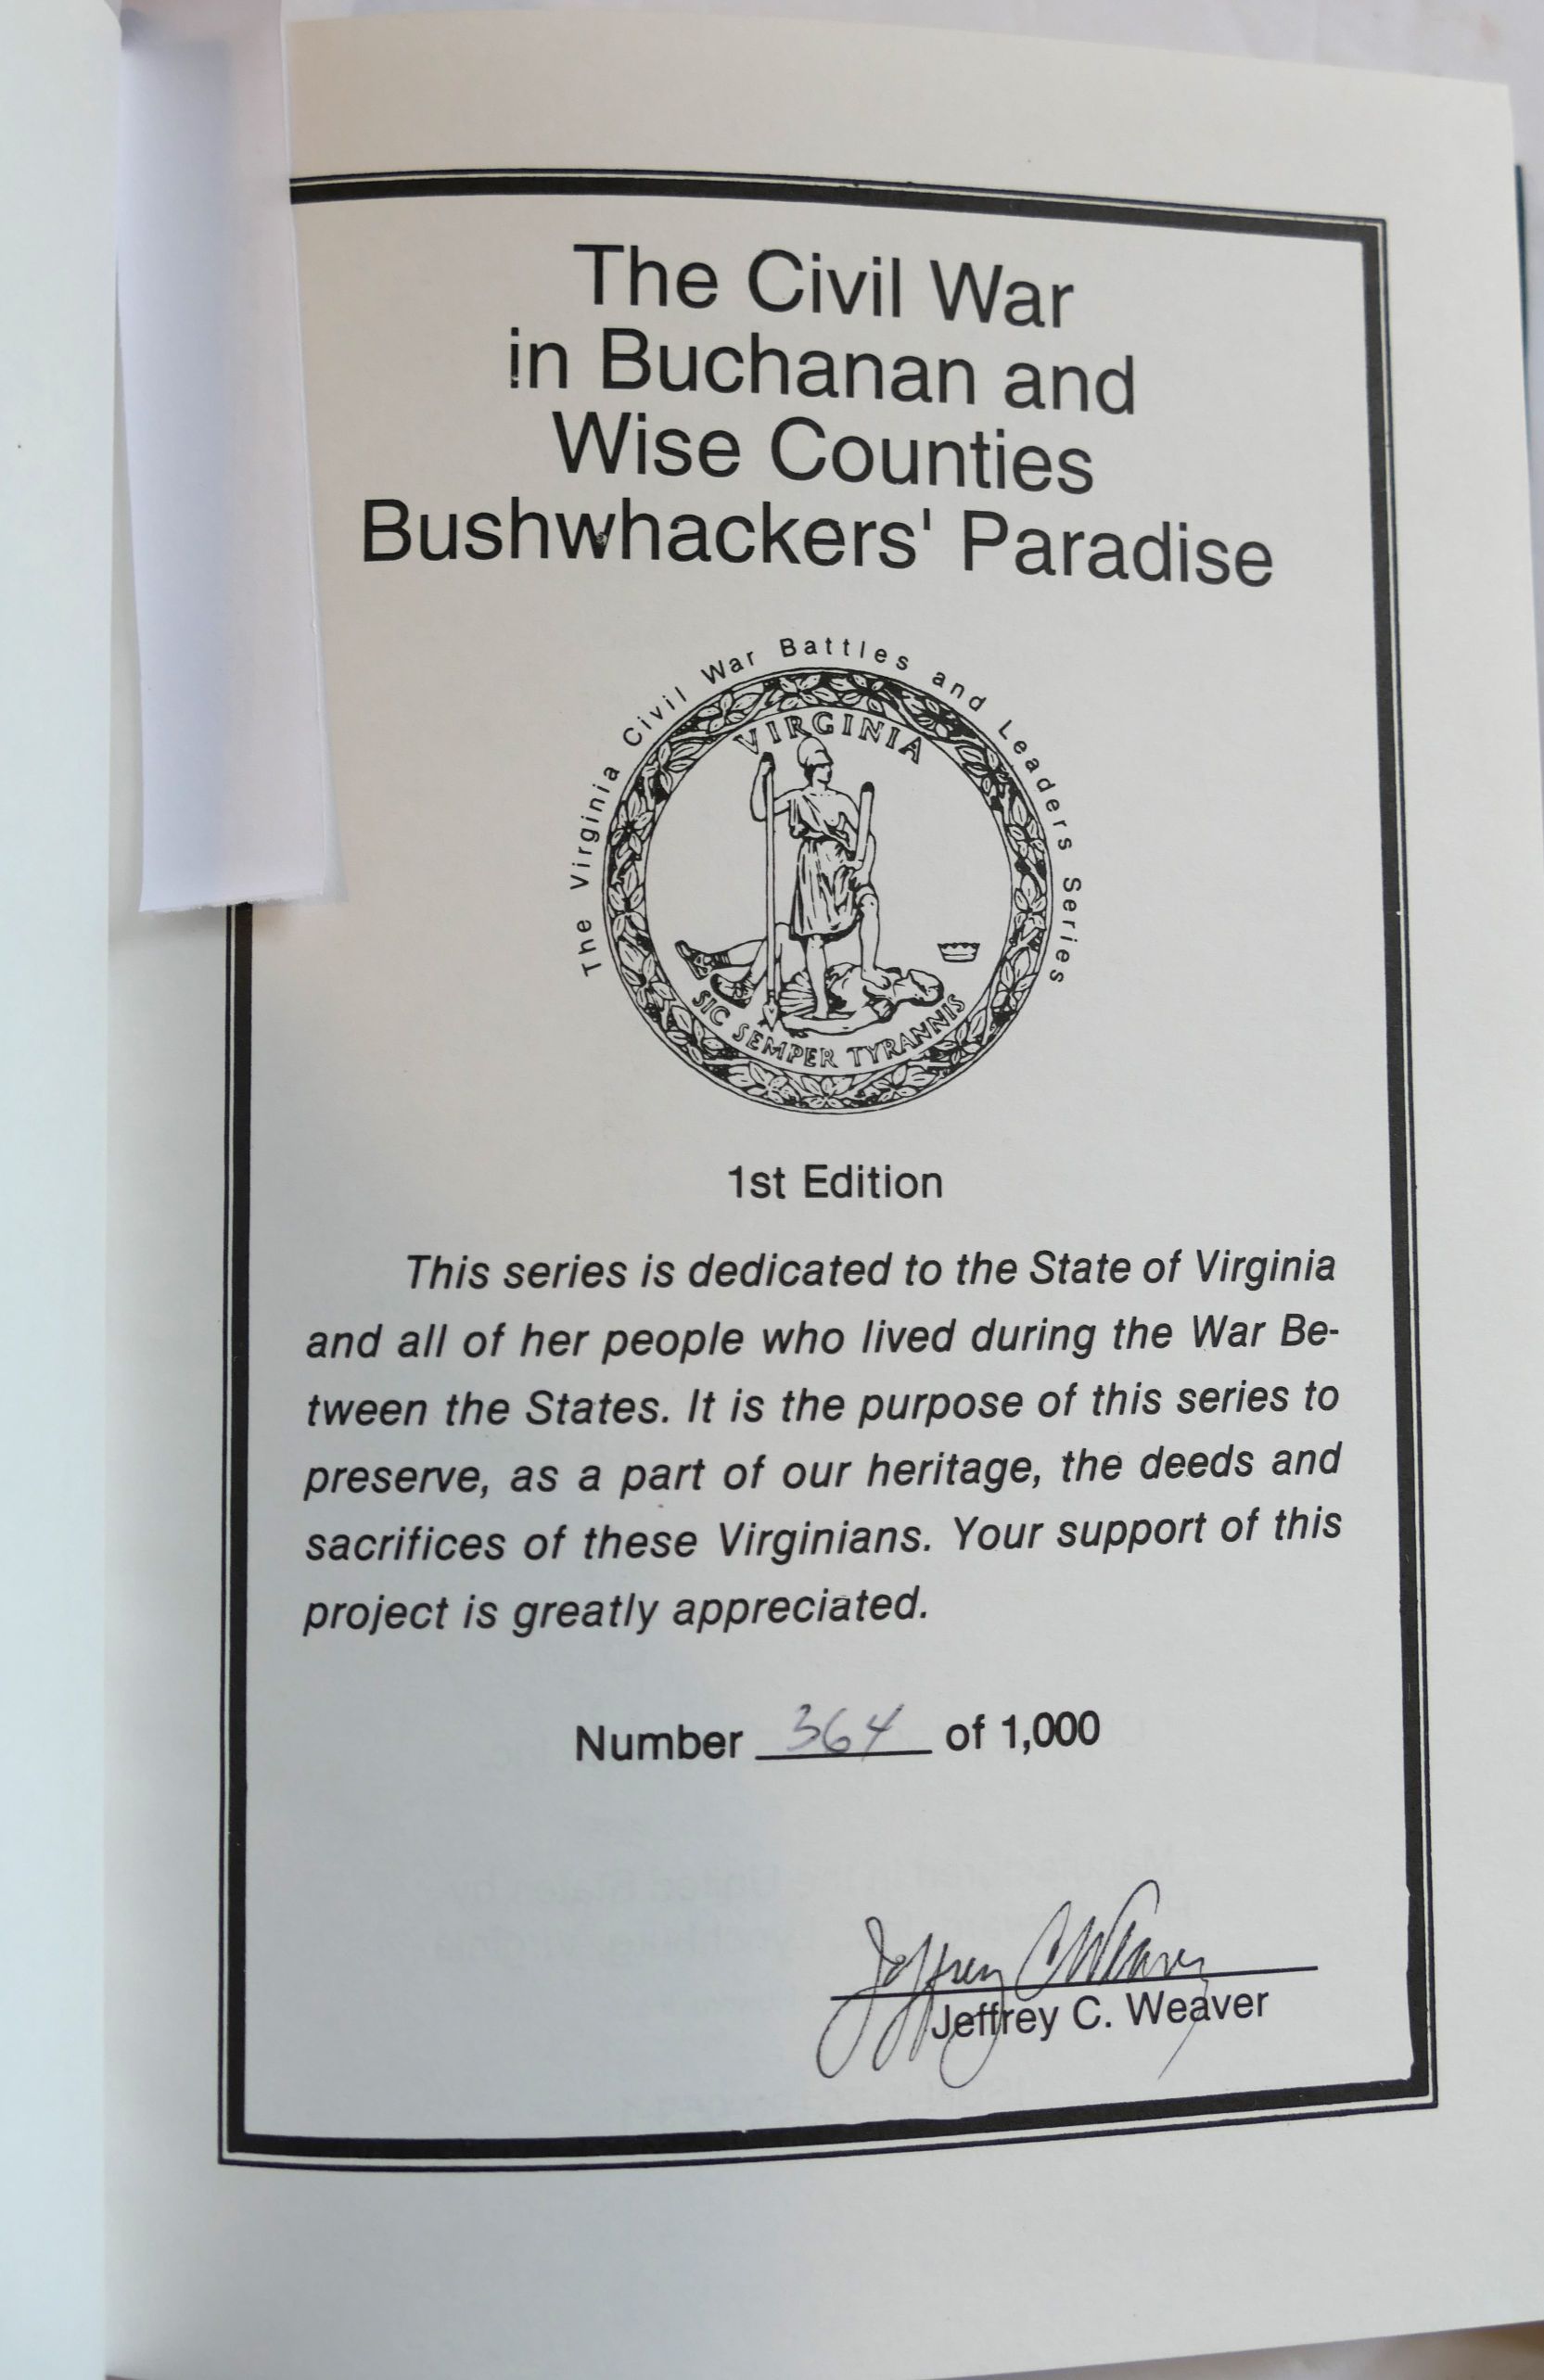 The Civil War
in Buchanan and
Wise Counties
Bushwhackers' Paradise
The Virginia Civil War Battles and Leaders Series
VIRGINIA
SIC SEMPER TYRANNIS
1st Edition
This series is dedicated to the State of Virginia
and all of her people who lived during the War Be-
tween the States. It is the purpose of this series to
preserve, as a part of our heritage, the deeds and
sacrifices of these Virginians. Your support of this
project is greatly appreciated.
Number 364 of 1,000
Jeffrey C Weaver
Jeffrey C. Weaver